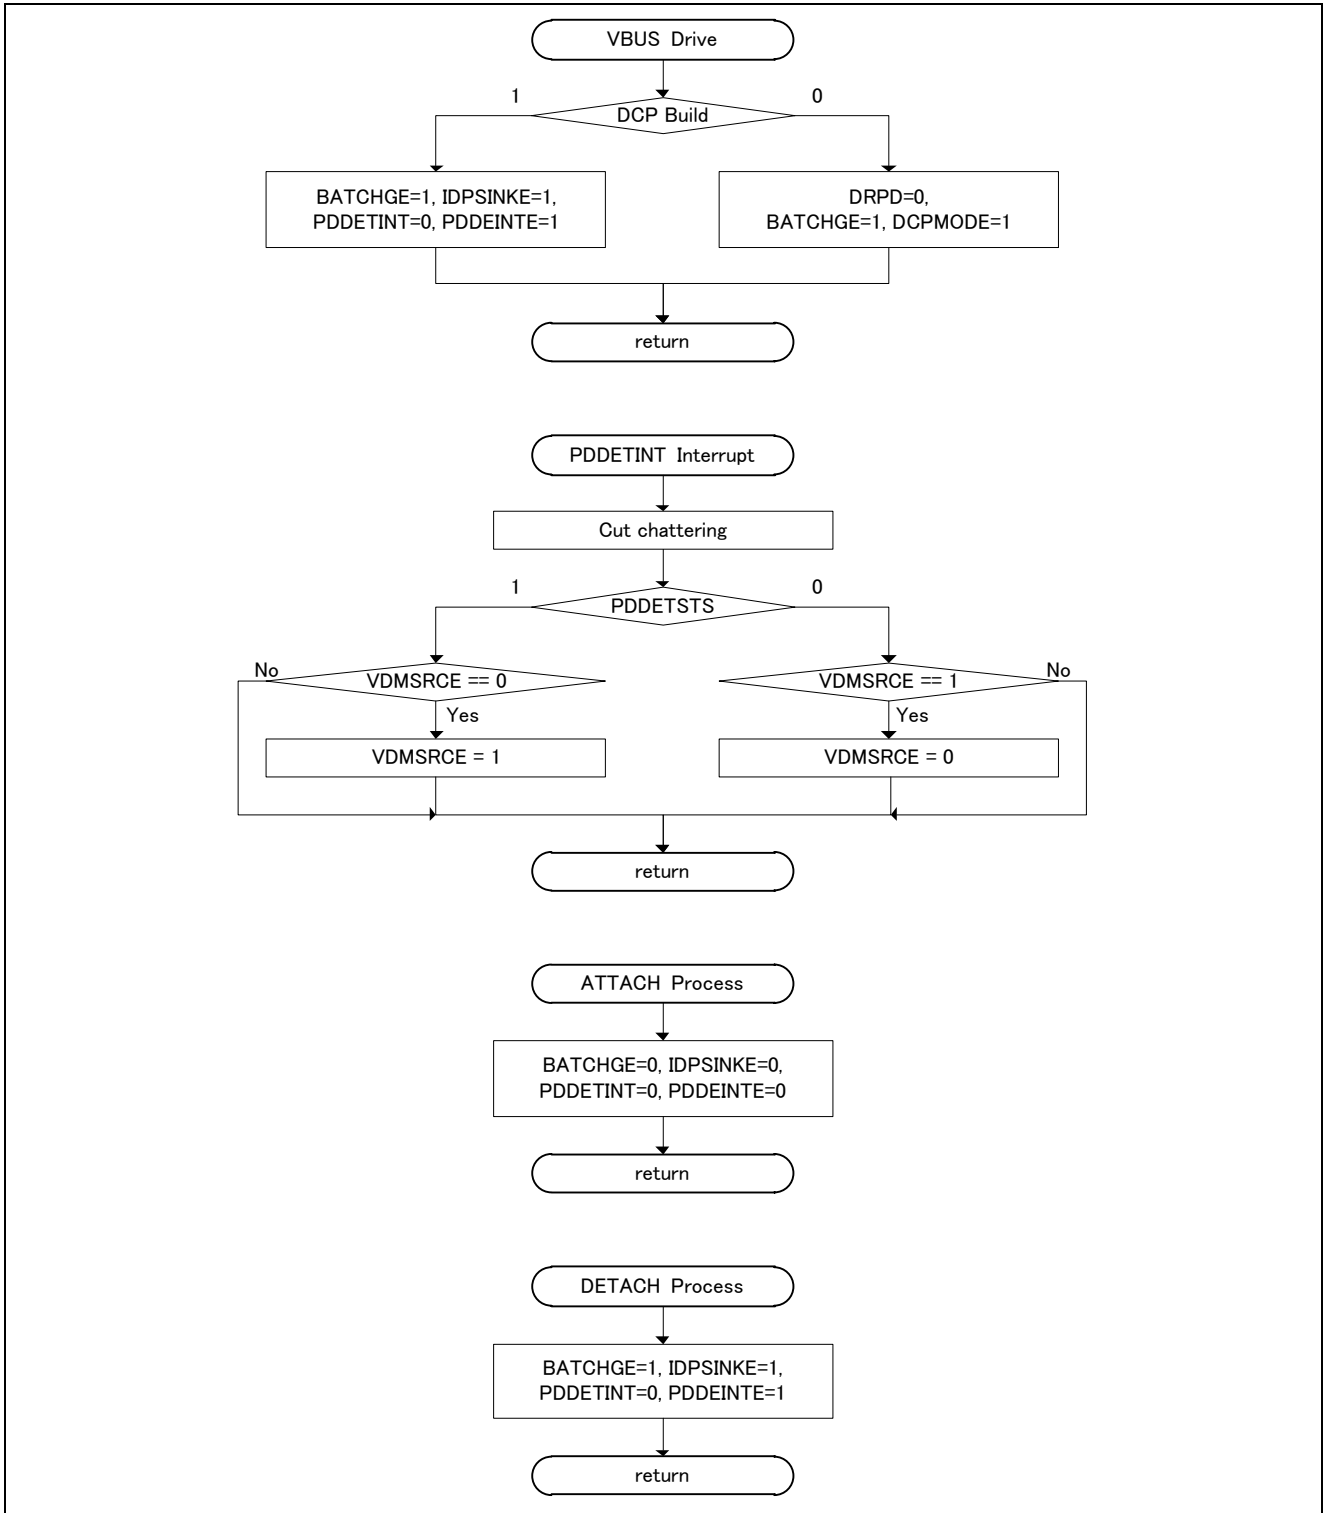 VBUS Drive
1
0
DCP Build
BATCHGE=1, IDPSINKE=1,
PDDETINT=0, PDDEINTE=1
DRPD=0,
BATCHGE=1, DCPMODE=1
return
PDDETINT Interrupt
Cut chattering
1
0
PDDETSTS
No
VDMSRCE == 0
VDMSRCE == 1
No
Yes
Yes
VDMSRCE = 1
VDMSRCE = 0
return
ATTACH Process
BATCHGE=0, IDPSINKE=0,
PDDETINT=0, PDDEINTE=0
return
DETACH Process
BATCHGE=1, IDPSINKE=1,
PDDETINT=0, PDDEINTE=1
return